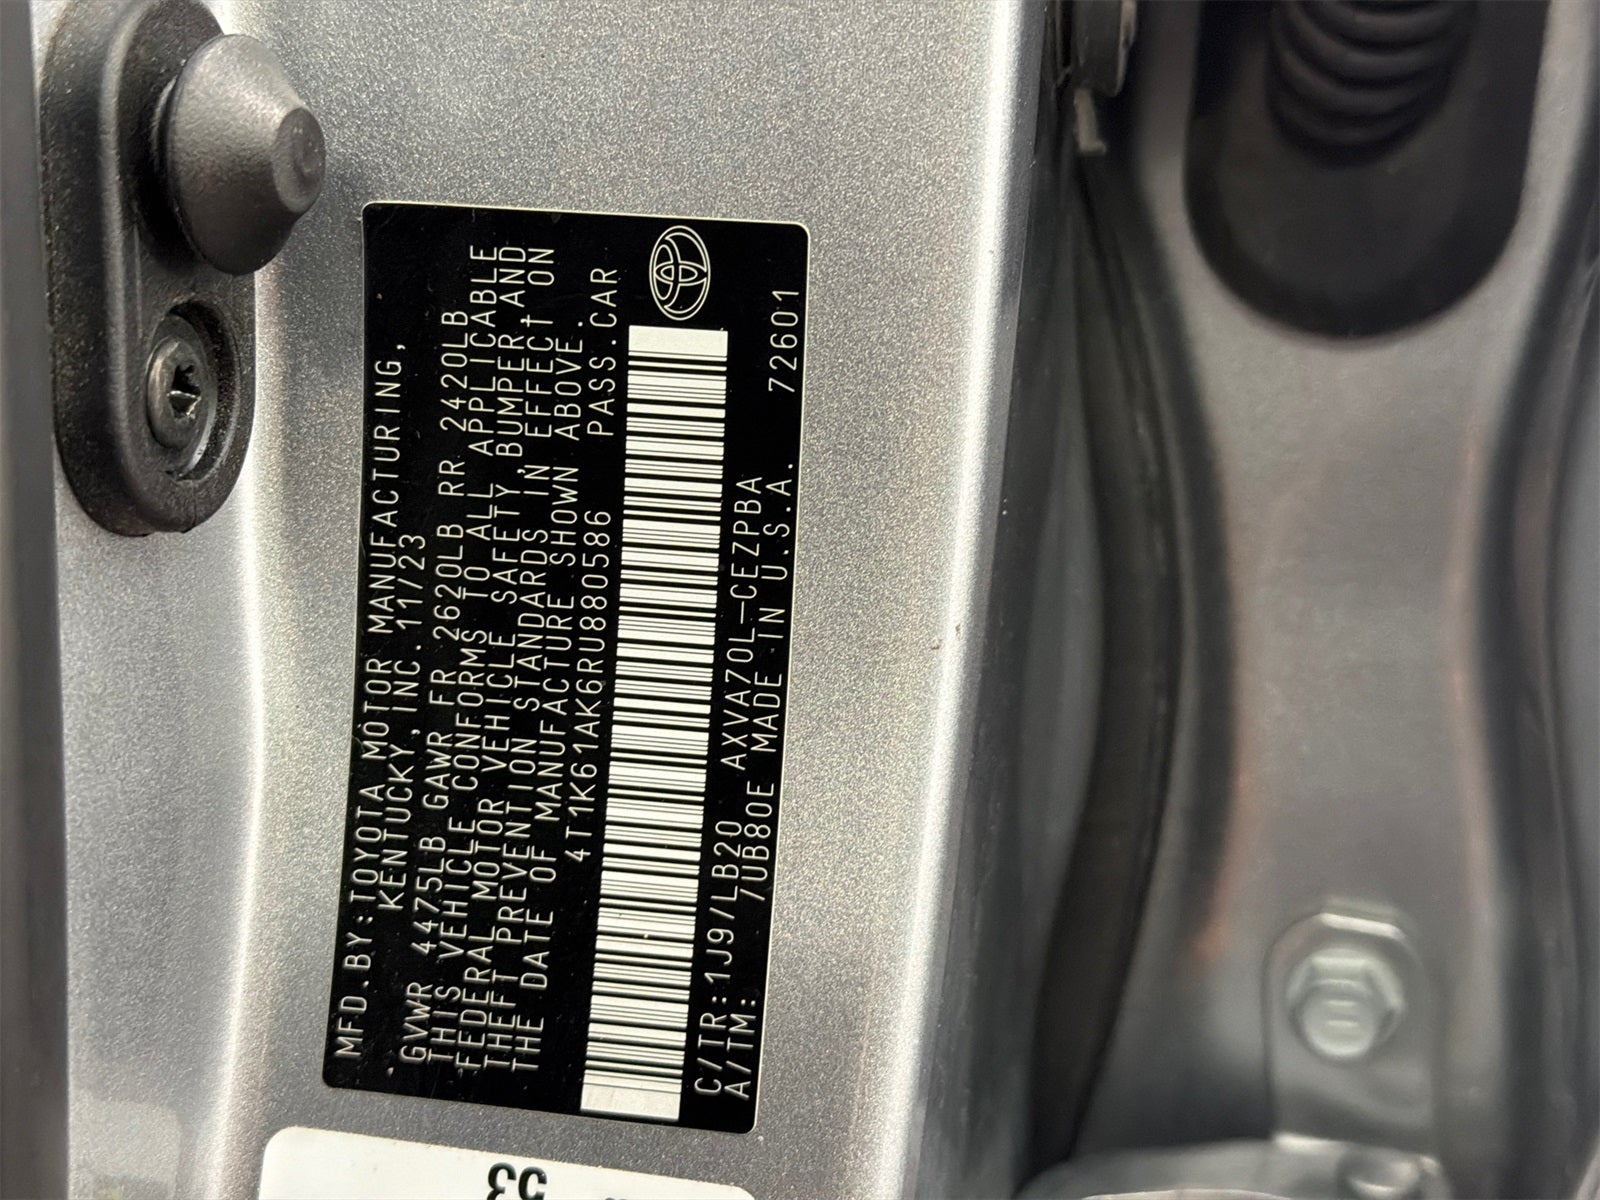 MFD.BY:TOYOTA MOTOR MANUFACTURING,
KENTUCKY, INC. 11/23
GVWR 4475LB GAWR FR 2620LB RR 2420LB
THIS VEHICLE CONFORMS TO ALL APPLICABLE
FEDERAL MOTOR VEHICLE SAFETY, BUMPER, AND
THEFT PREVENTION STANDARDS IN EFFECT ON
THE DATE OF MANUFACTURE SHOWN ABOVE.
4T1K61AK6RU880586 PASS.CAR
C/TR:1J9/LB20 AXVA70L-CEZPBA 72601
A/TM: 7UB80E MADE IN U.S.A.
53